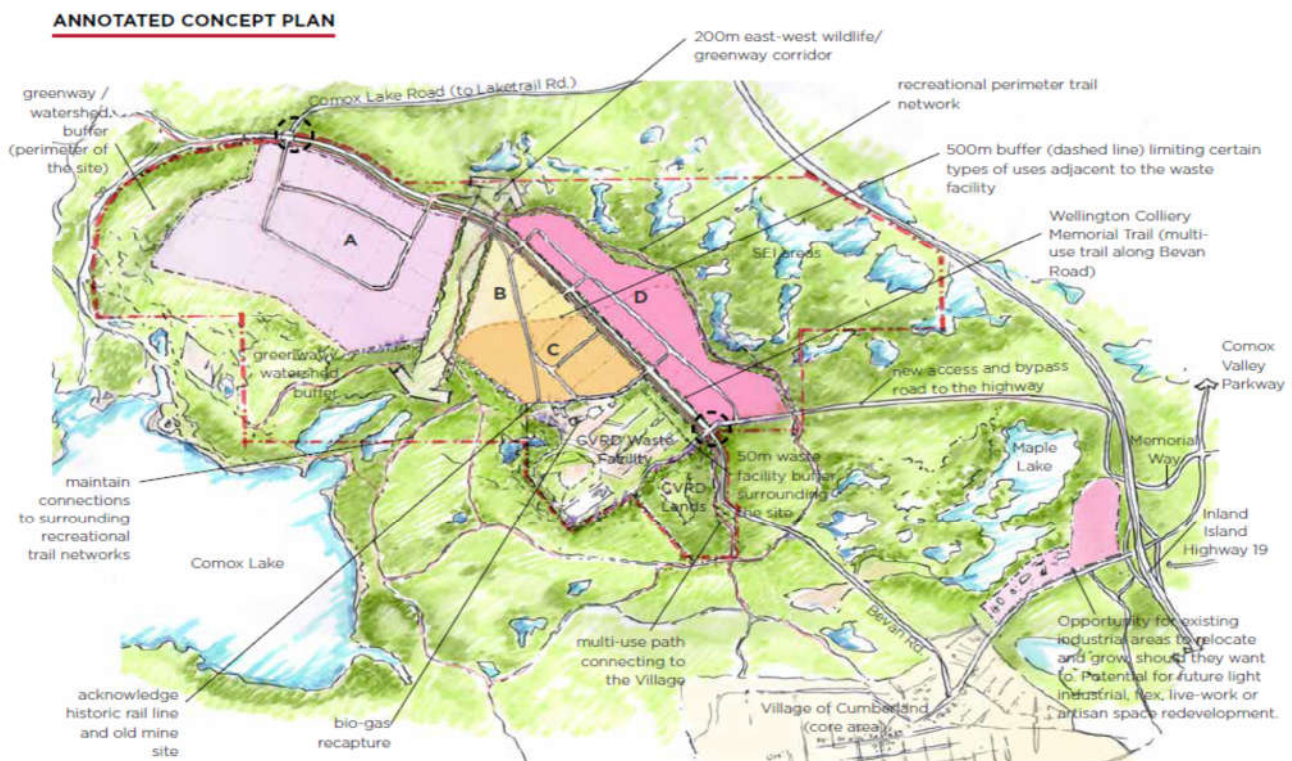 ANNOTATED CONCEPT PLAN
200m east-west wildlife/
greenway corridor
greenway /
watershed
buffer
(perimeter of
the site)
Comox Lake Road (to Laketrail Rd.)
recreational perimeter trail
network
500m buffer (dashed line) limiting certain
types of uses adjacent to the waste
facility
Wellington Colliery
Memorial Trail (multi-
use trail along Bevan
Road)
A
SEI areas
B
D
C
greenway/
watershed
buffer
new access and bypass
road to the highway
Comox
Valley
Parkway
CVRD Waste
Facility
CVRD
Lands
50m waste
facility buffer
surrounding
the site
Maple
Lake
Memorial
Way
maintain
connections
to surrounding
recreational
trail networks
Inland
Island
Highway 19
Comox Lake
Bevan Rd
multi-use path
connecting to
the Village
Opportunity for existing
industrial areas to relocate
and grow, should they want
to. Potential for future light
industrial, flex, live-work or
artisan space redevelopment.
acknowledge
historic rail line
and old mine
site
bio-gas
recapture
Village of Cumberland
(core area)